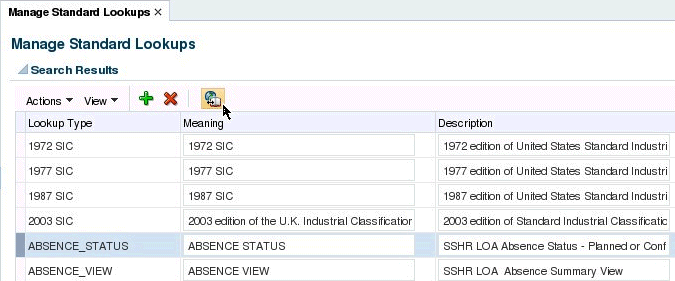 Manage Standard Lookups ×
Manage Standard Lookups
Search Results
Actions View
Lookup Type Meaning Description
1972 SIC 1972 SIC 1972 edition of United States Standard Industri
1977 SIC 1977 SIC 1977 edition of United States Standard Industri
1987 SIC 1987 SIC 1987 edition of United States Standard Industri
2003 SIC 2003 edition of the U.K. Industrial Classification 2003 edition of Standard Industrial Classificatic
ABSENCE_STATUS ABSENCE STATUS SSHR LOA Absence Status - Planned or Conf
ABSENCE_VIEW ABSENCE VIEW SSHR LOA Absence Summary View